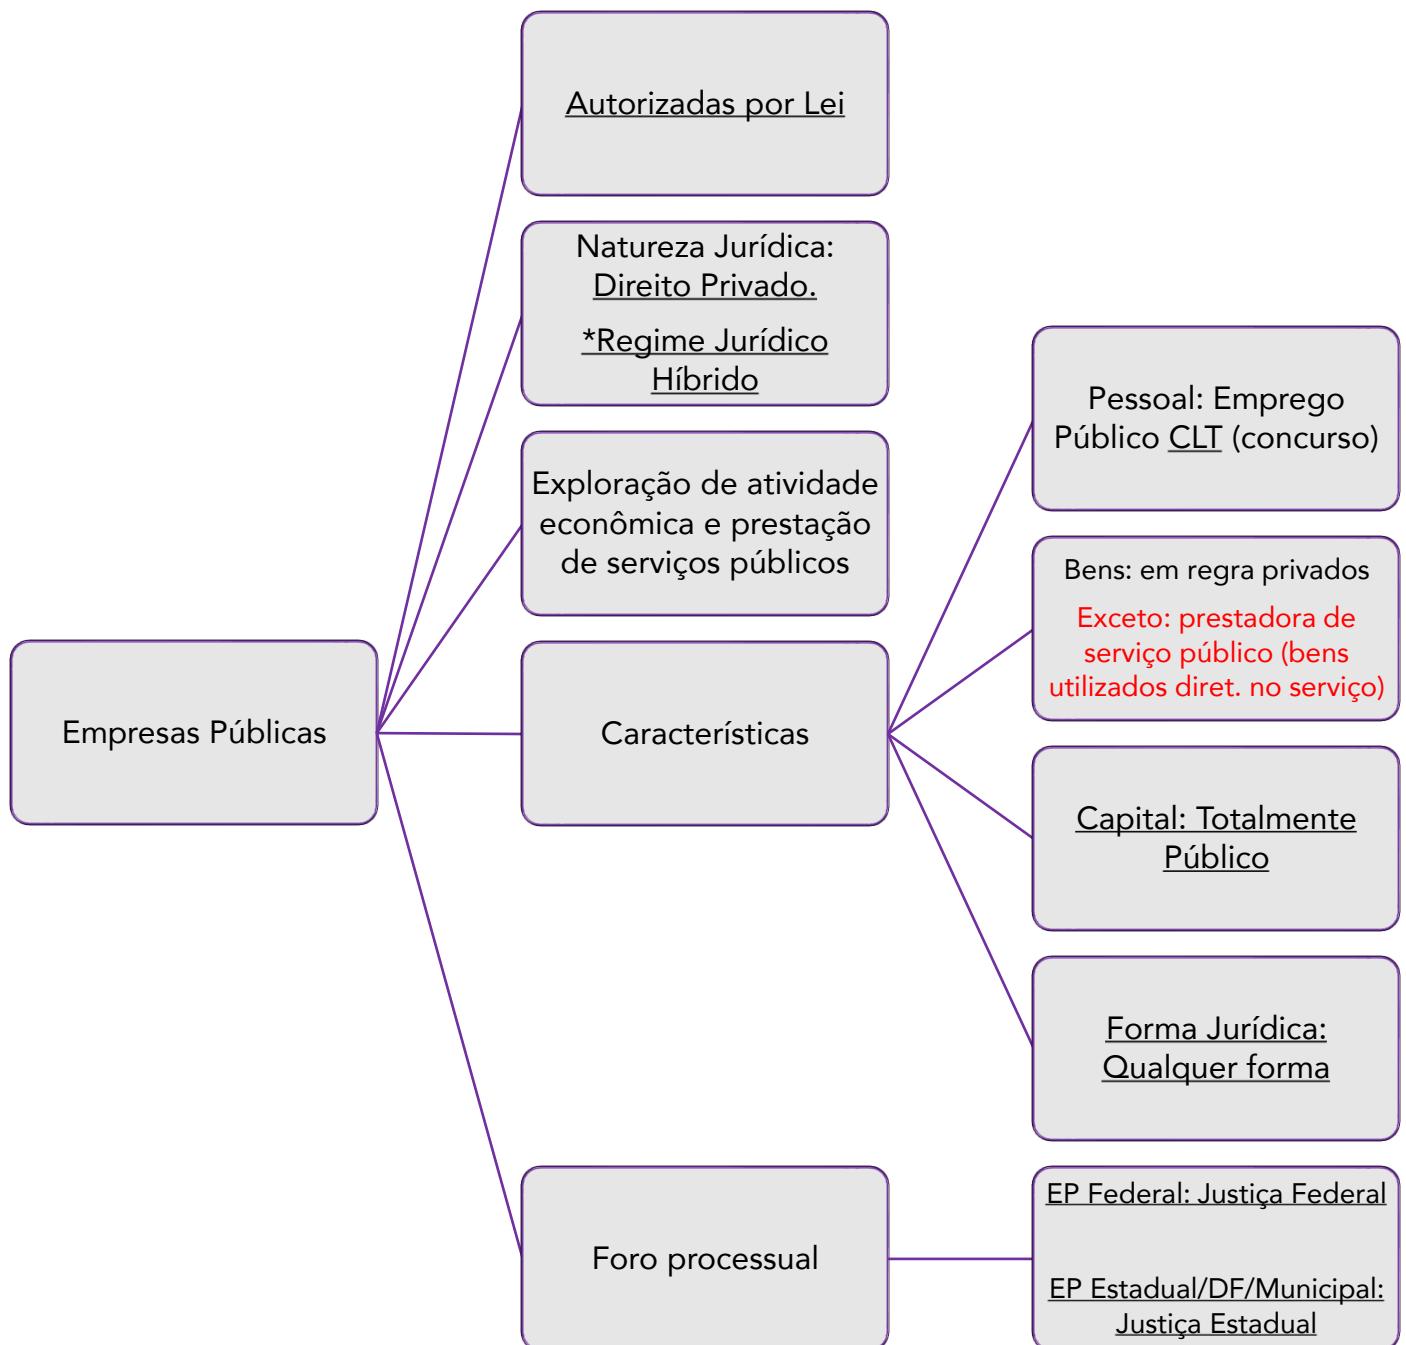 Autorizadas por Lei
Natureza Jurídica:
Direito Privado.
*Regime Jurídico
Híbrido
Exploração de atividade
econômica e prestação
de serviços públicos
Empresas Públicas
Características
Pessoal: Emprego
Público CLT (concurso)
Bens: em regra privados
Exceto: prestadora de
serviço público (bens
utilizados diret. no serviço)
Capital: Totalmente
Público
Forma Jurídica:
Qualquer forma
Foro processual
EP Federal: Justiça Federal
EP Estadual/DF/Municipal:
Justiça Estadual